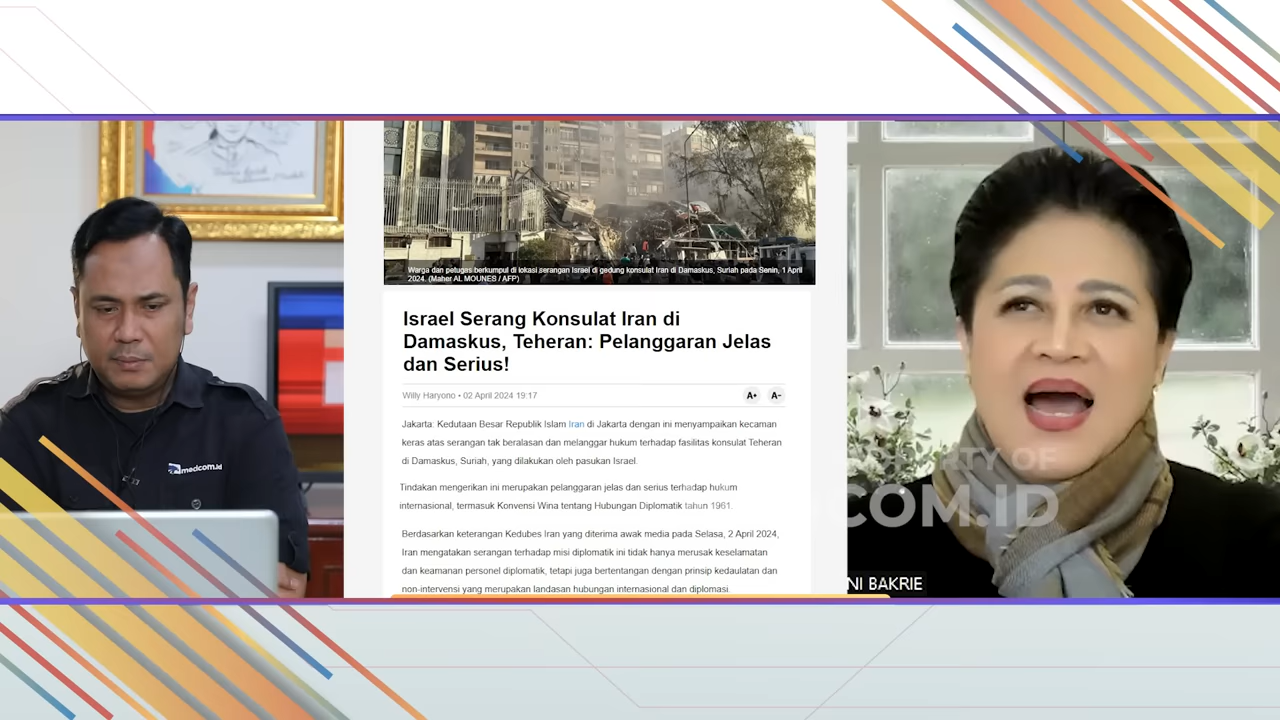 medcom.id
Warga dan petugas berkumpul di lokasi serangan Israel di gedung konsulat Iran di Damaskus, Suriah pada Senin, 1 April
2024. (Maher AL MOUNES / AFP)
Israel Serang Konsulat Iran di
Damaskus, Teheran: Pelanggaran Jelas
dan Serius!
Willy Haryono • 02 April 2024 19:17
A+ A-
Jakarta: Kedutaan Besar Republik Islam Iran di Jakarta dengan ini menyampaikan kecaman
keras atas serangan tak beralasan dan melanggar hukum terhadap fasilitas konsulat Teheran
di Damaskus, Suriah, yang dilakukan oleh pasukan Israel.
Tindakan mengerikan ini merupakan pelanggaran jelas dan serius terhadap hukum
internasional, termasuk Konvensi Wina tentang Hubungan Diplomatik tahun 1961.
Berdasarkan keterangan Kedubes Iran yang diterima awak media pada Selasa, 2 April 2024,
Iran mengatakan serangan terhadap misi diplomatik ini tidak hanya merusak keselamatan
dan keamanan personel diplomatik, tetapi juga bertentangan dengan prinsip kedaulatan dan
non-intervensi yang merupakan landasan hubungan internasional dan diplomasi.
RTY OF
COM.ID
NI BAKRIE